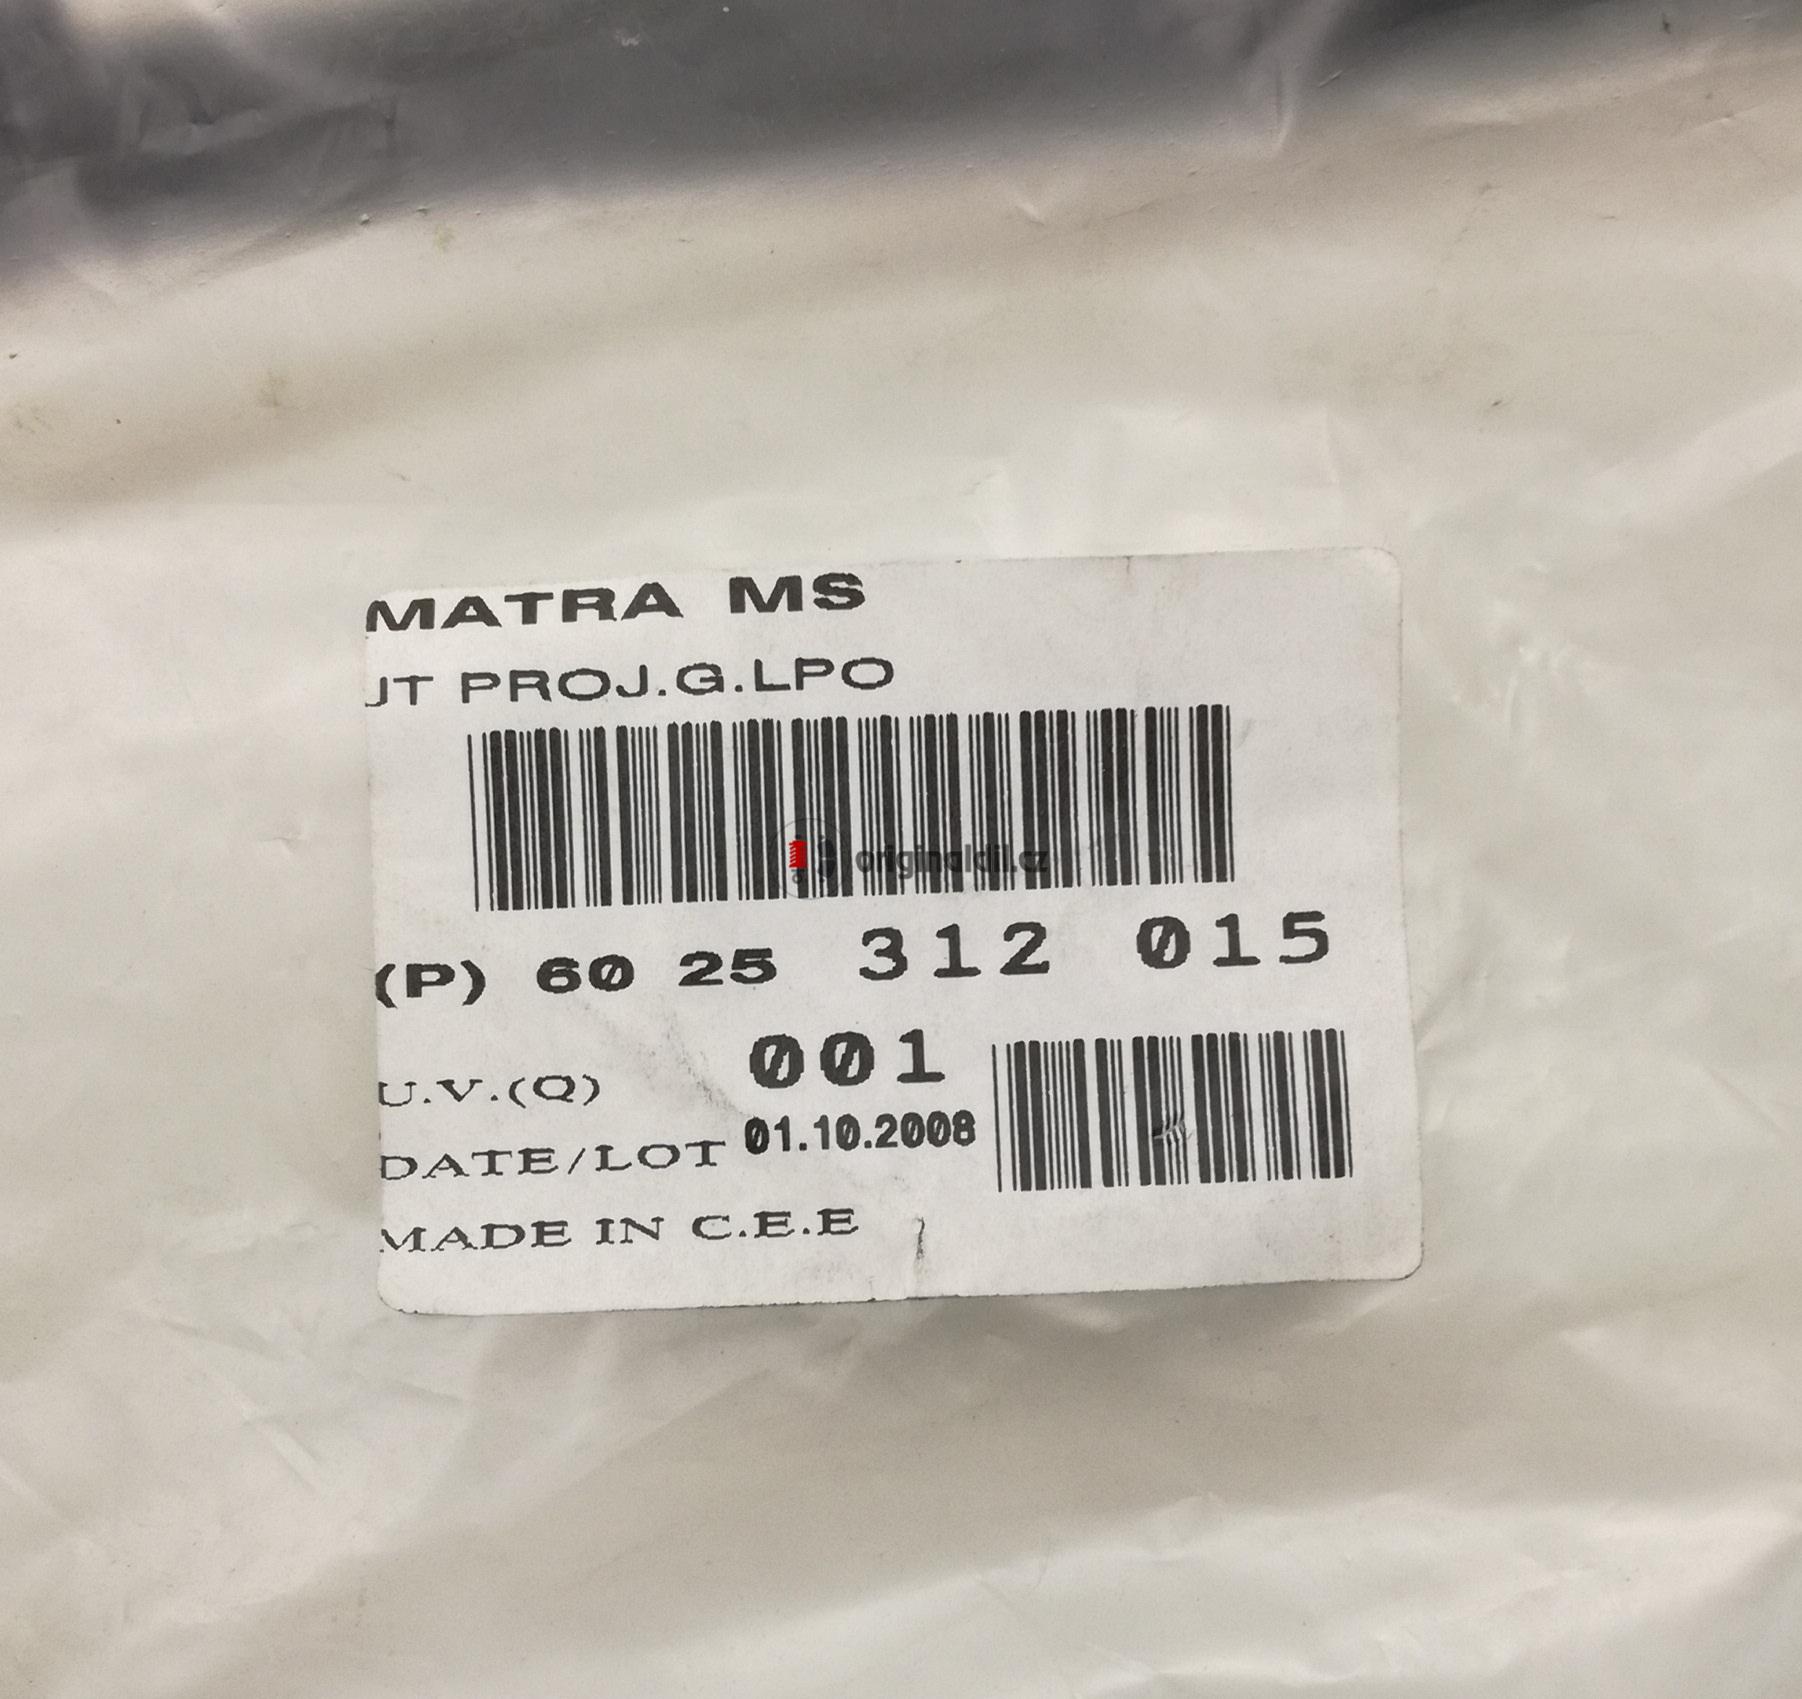 MATRA MS
JT PROJ.G.LPO
originaldil.cz
(P) 60 25 312 015
U.V.(Q) 001
DATE/LOT 01.10.2008
MADE IN C.E.E